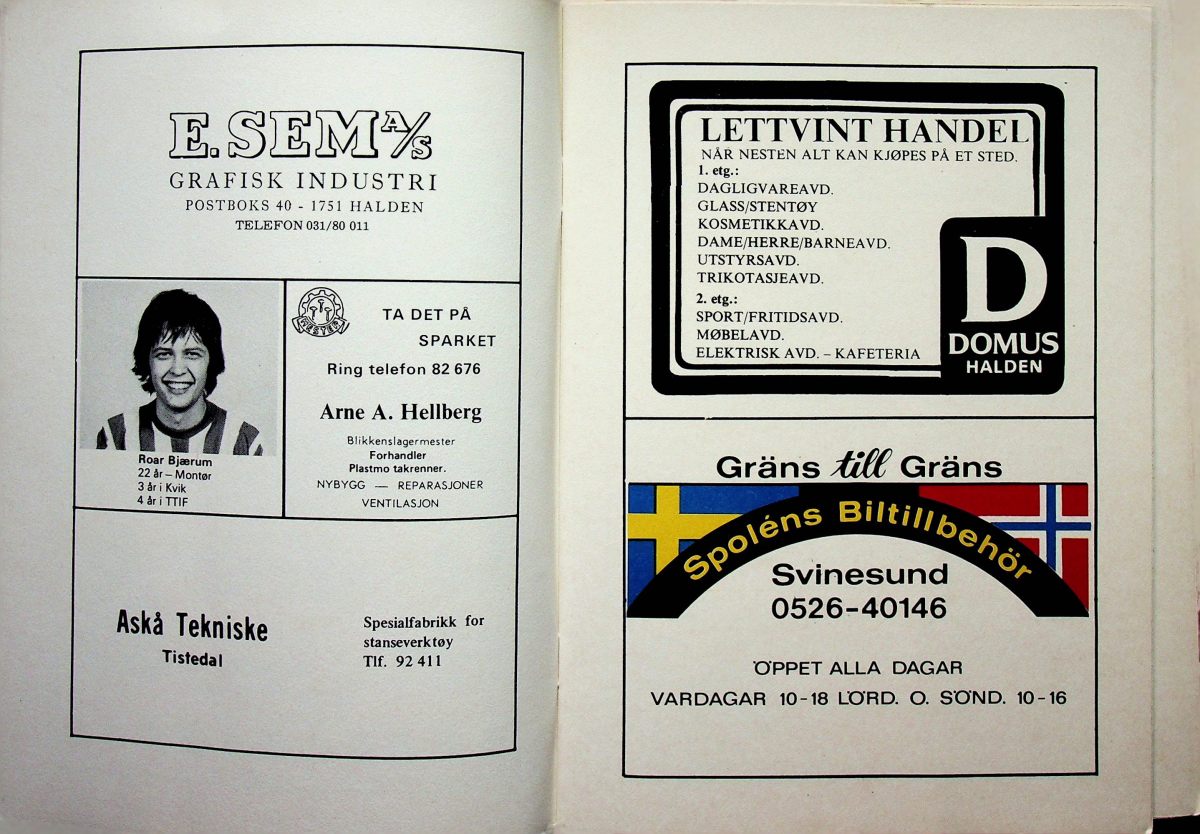 E. SEM A/S
GRAFISK INDUSTRI
POSTBOKS 40 - 1751 HALDEN
TELEFON 031/80 011
Roar Bjærum
22 år – Montør
3 år i Kvik
4 år i TTIF
TA DET PÅ
SPARKET
Ring telefon 82 676
Arne A. Hellberg
Blikkenslagermester
Forhandler
Plastmo takrenner.
NYBYGG — REPARASJONER
VENTILASJON
Askå Tekniske
Tistedal
Spesialfabrikk for
stanseverktøy
Tlf. 92 411
LETTVINT HANDEL
NÅR NESTEN ALT KAN KJØPES PÅ ET STED.
1. etg.:
DAGLIGVAREAVD.
GLASS/STENTØY
KOSMETIKKAVD.
DAME/HERRE/BARNEAVD.
UTSTYRSAVD.
TRIKOTASJEAVD.
2. etg.:
SPORT/FRITIDSAVD.
MØBELAVD.
ELEKTRISK AVD. – KAFETERIA
D
DOMUS
HALDEN
Gräns till Gräns
Spoléns Biltillbehör
Svinesund
0526-40146
ÖPPET ALLA DAGAR
VARDAGAR 10-18 LÖRD. O. SÖND. 10-16